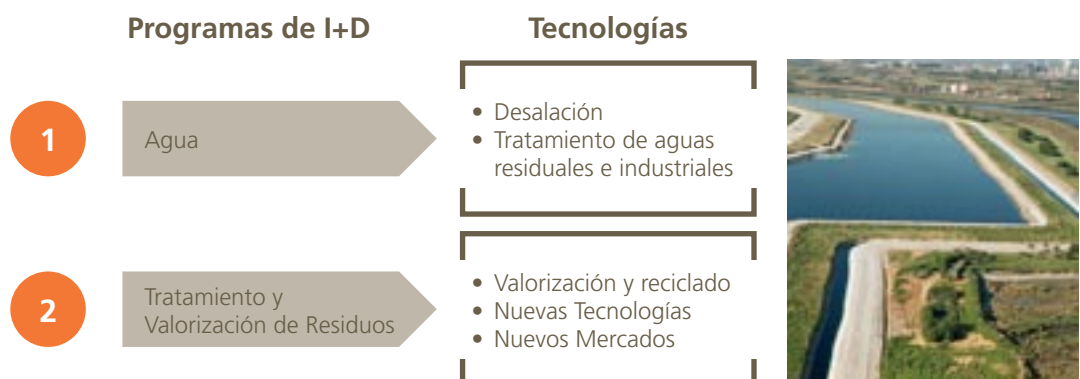 Programas de I+D
Tecnologías
1
Agua
• Desalación
• Tratamiento de aguas
residuales e industriales
2
Tratamiento y
Valorización de Residuos
• Valorización y reciclado
• Nuevas Tecnologías
• Nuevos Mercados